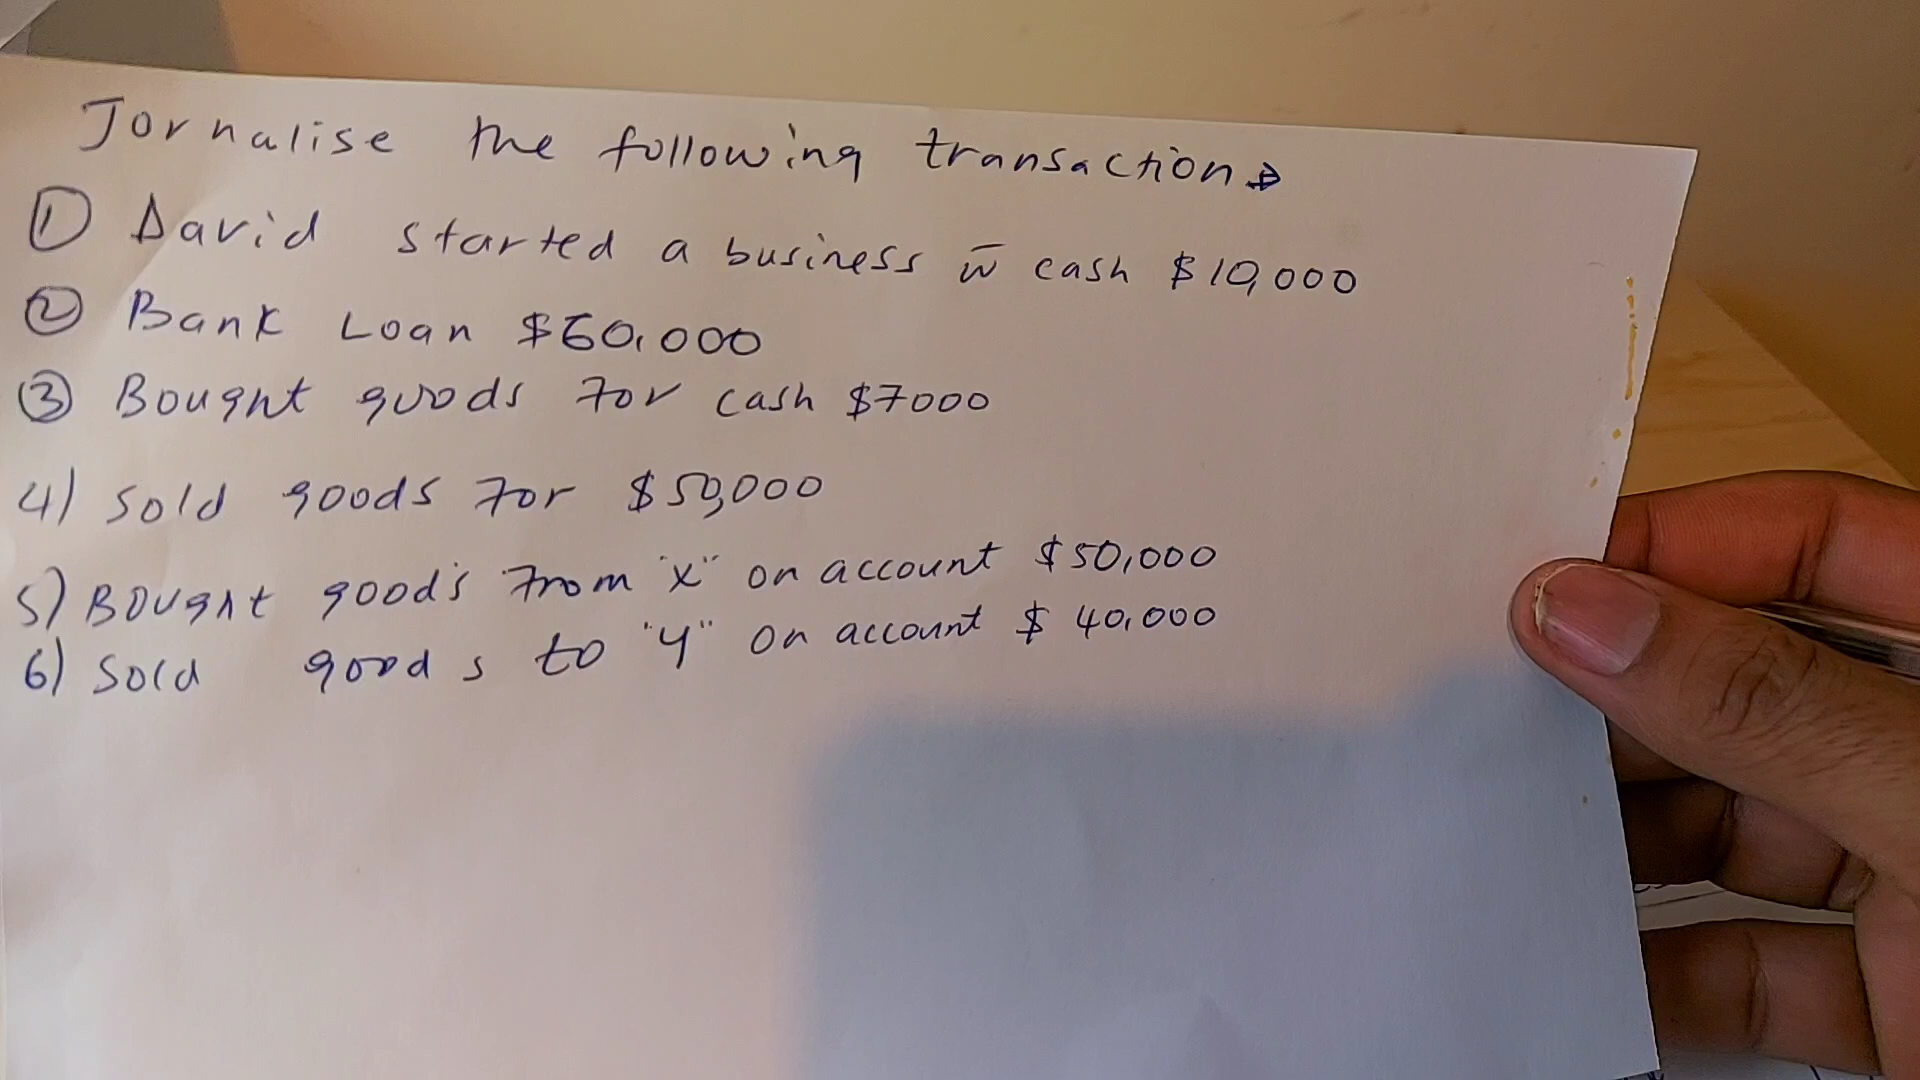 Jornalise the following transactions
① David started a business w̄ cash $10,000
② Bank Loan $60,000
③ Bought goods for cash $7000
4) Sold goods for $50,000
5) Bought goods from "X" on account $50,000
6) Sold goods to "Y" on account $ 40,000